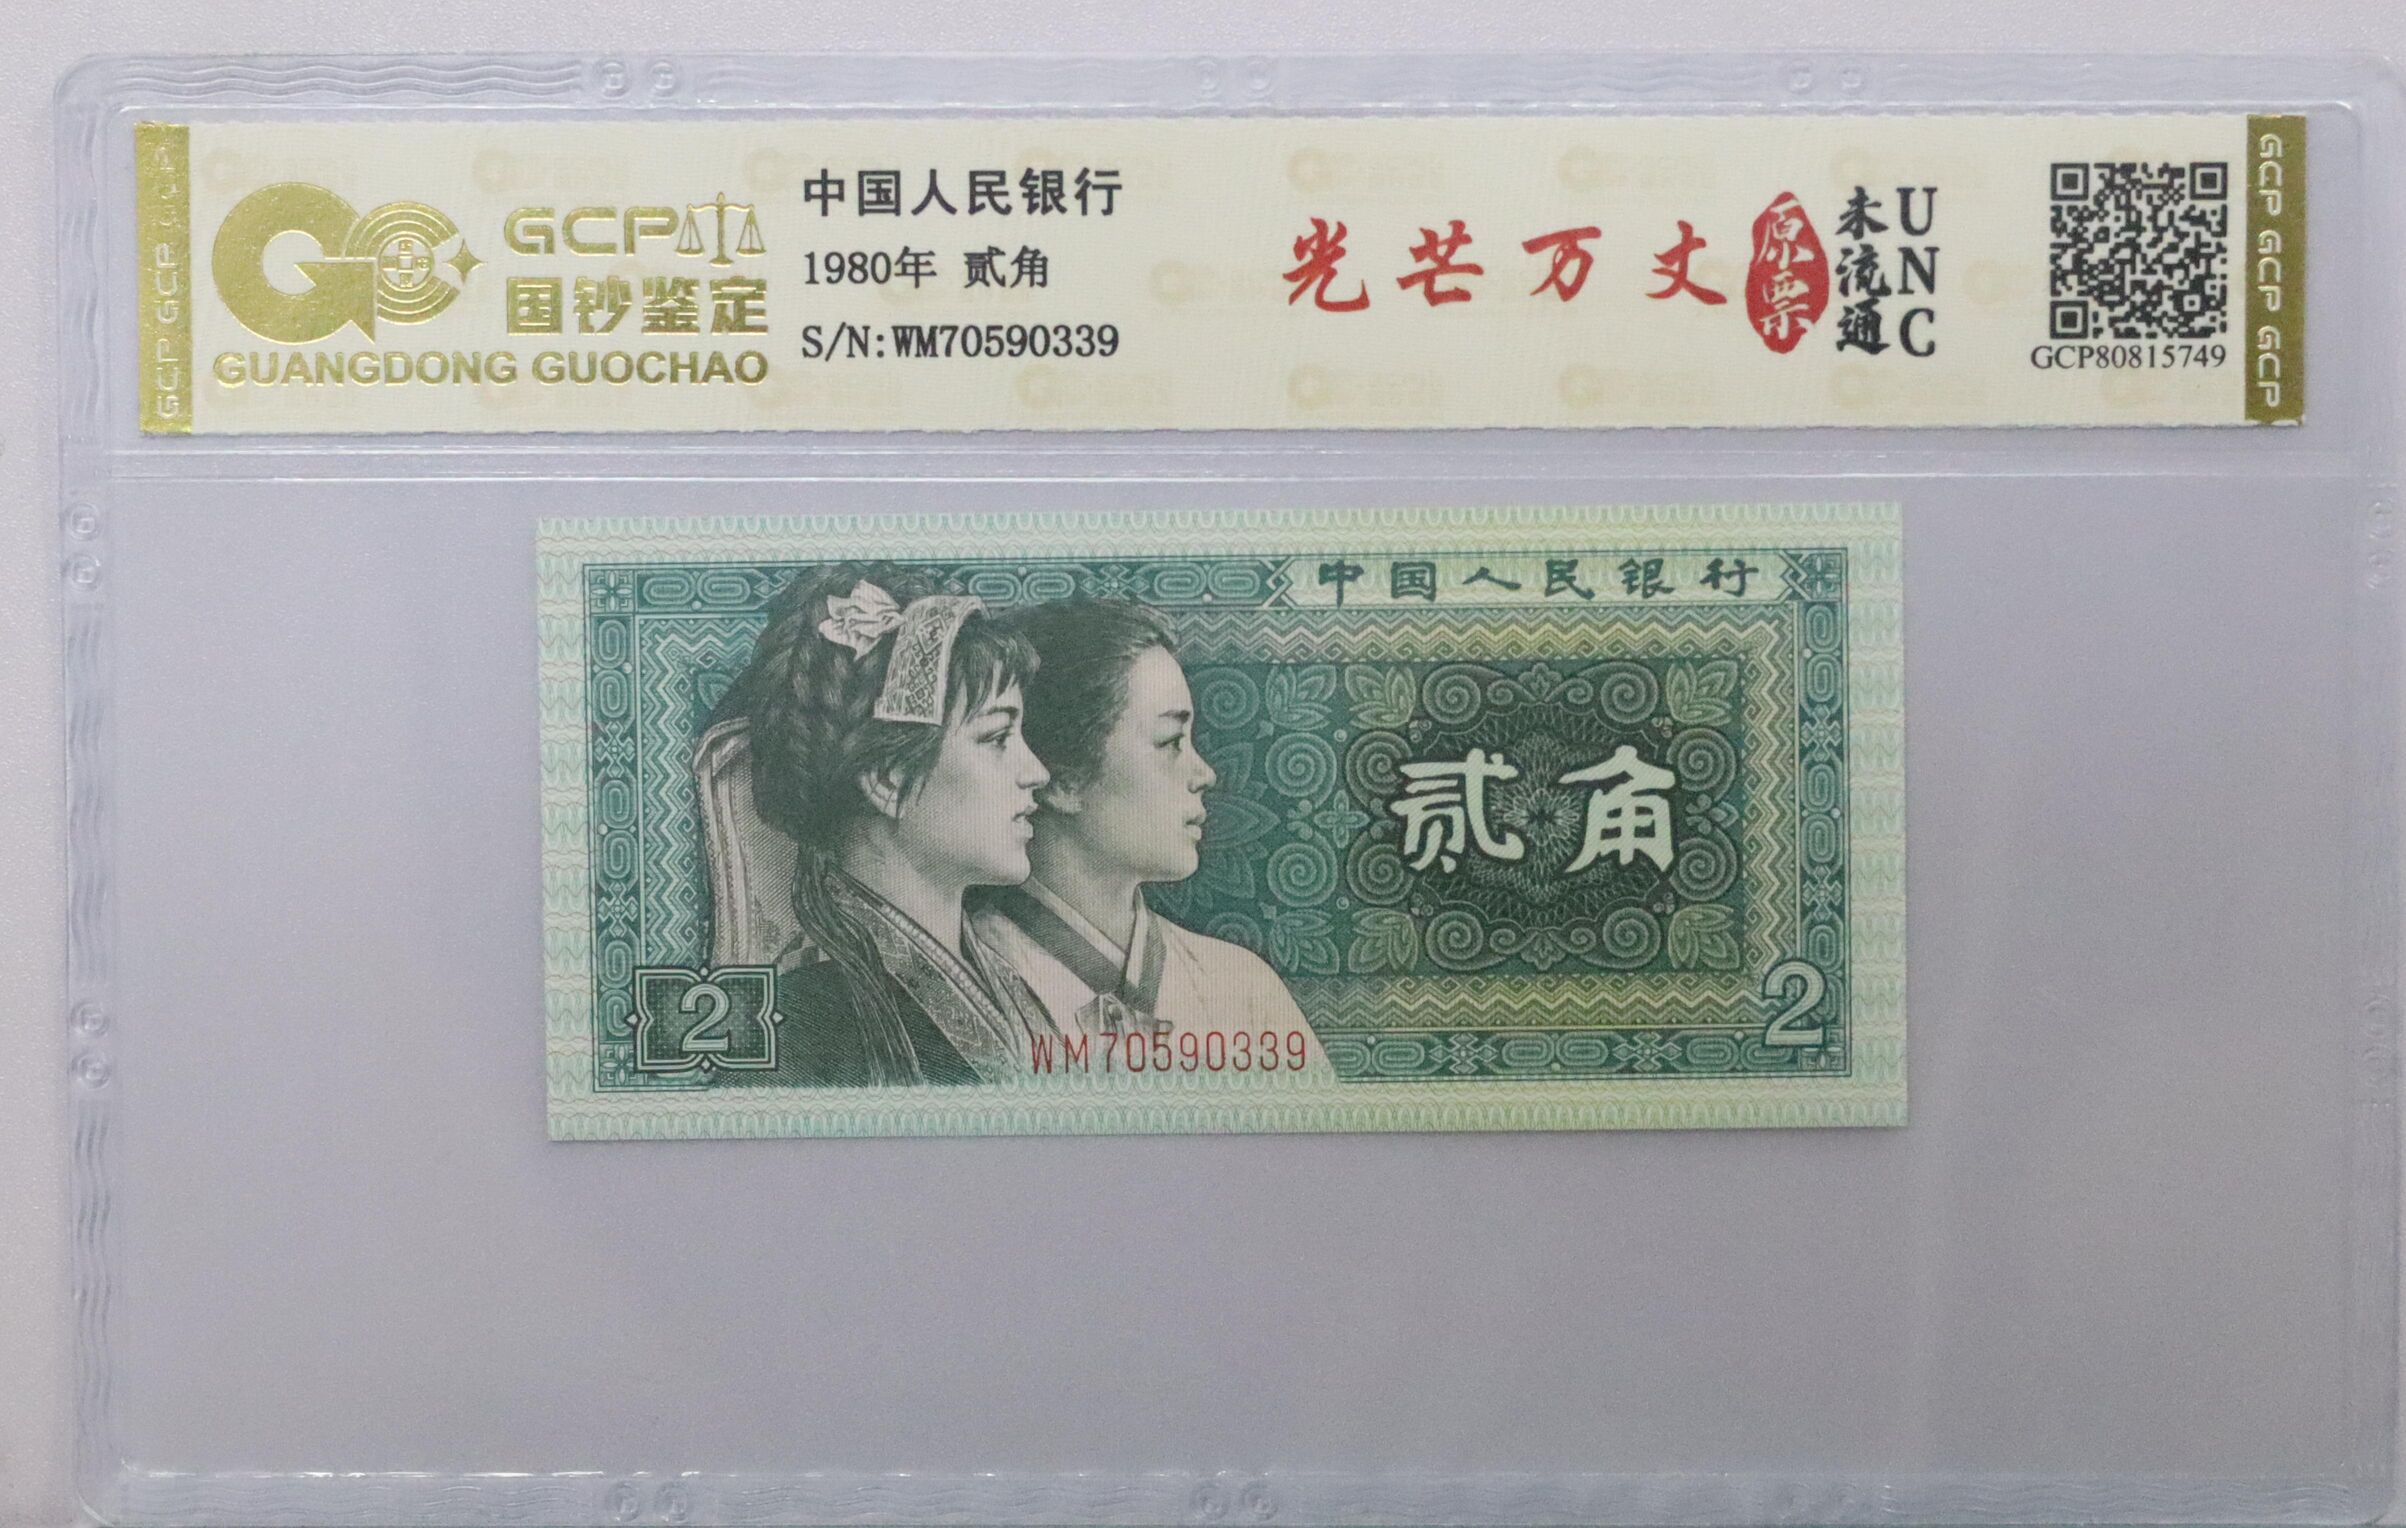 GCP GCP GCP
GCP
国钞鉴定
GUANGDONG GUOCHAO
中国人民银行
1980年 贰角
S/N:WM70590339
光芒万丈
原票
未流通
UNC
GCP80815749
GCP GCP GCP
中国人民银行
贰角
2
2
WM70590339